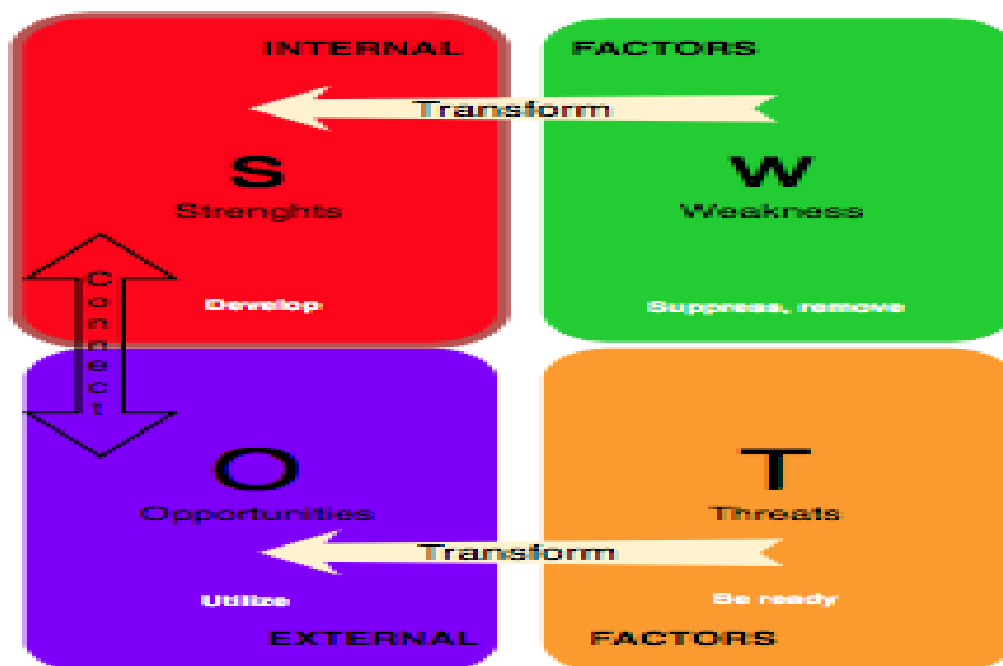 INTERNAL FACTORS
Transform
S
Strenghts
W
Weakness
Develop
Suppress, remove
Connect
O
Opportunities
T
Threats
Transform
Utilize
Be ready
EXTERNAL FACTORS